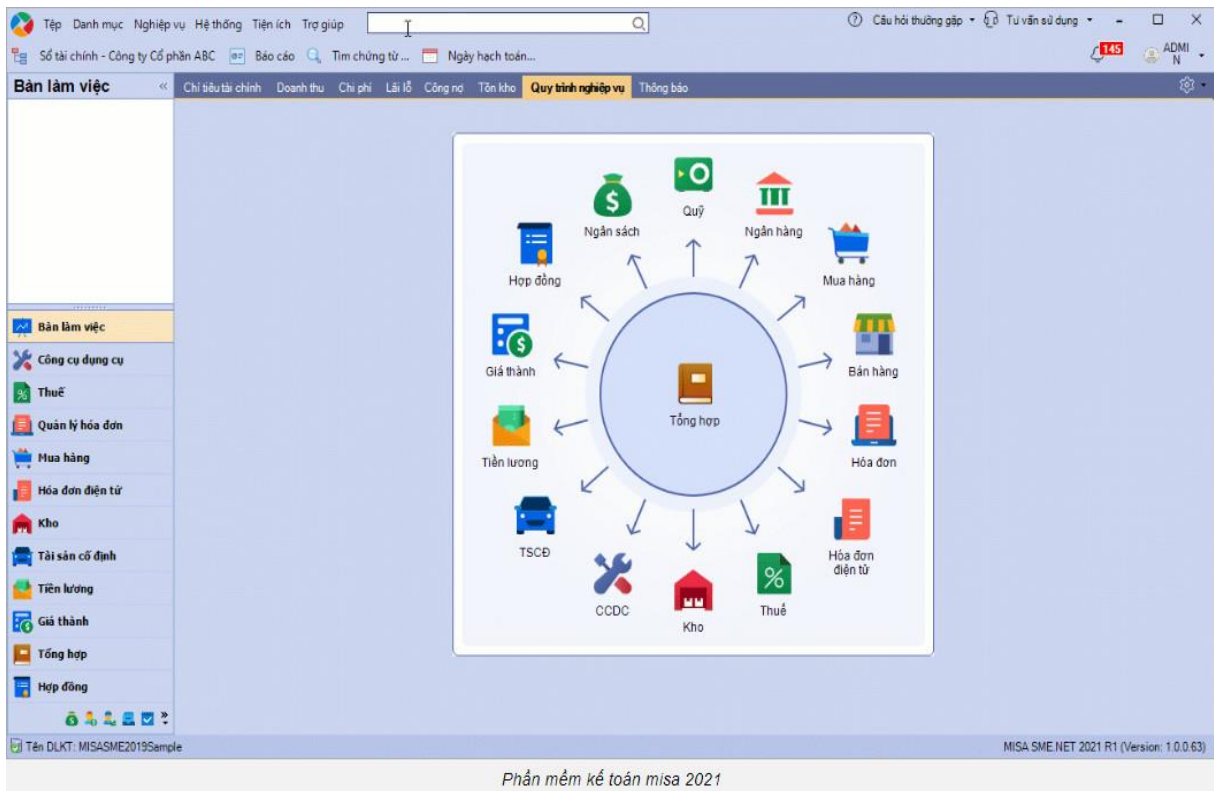 Tệp Danh mục Nghiệp vụ Hệ thống Tiện ích Trợ giúp Câu hỏi thường gặp Tư vấn sử dụng
Sổ tài chính - Công ty Cổ phần ABC Báo cáo Tìm chứng từ ... Ngày hạch toán... 145 ADMI
N
Bàn làm việc « Chỉ tiêu tài chính Doanh thu Chi phí Lãi lỗ Công nợ Tồn kho Quy trình nghiệp vụ Thông báo
Quỹ
Ngân sách
Ngân hàng
Hợp đồng
Mua hàng
Giá thành
Bán hàng
Tổng hợp
Tiền lương
Hóa đơn
TSCĐ
Hóa đơn
điện tử
CCDC
Kho
Thuế
Bàn làm việc
Công cụ dụng cụ
Thuế
Quản lý hóa đơn
Mua hàng
Hóa đơn điện tử
Kho
Tài sản cố định
Tiền lương
Giá thành
Tổng hợp
Hợp đồng
Tên DLKT: MISASME2019Sample MISA SME.NET 2021 R1 (Version: 1.0.0.63)
Phần mềm kế toán misa 2021